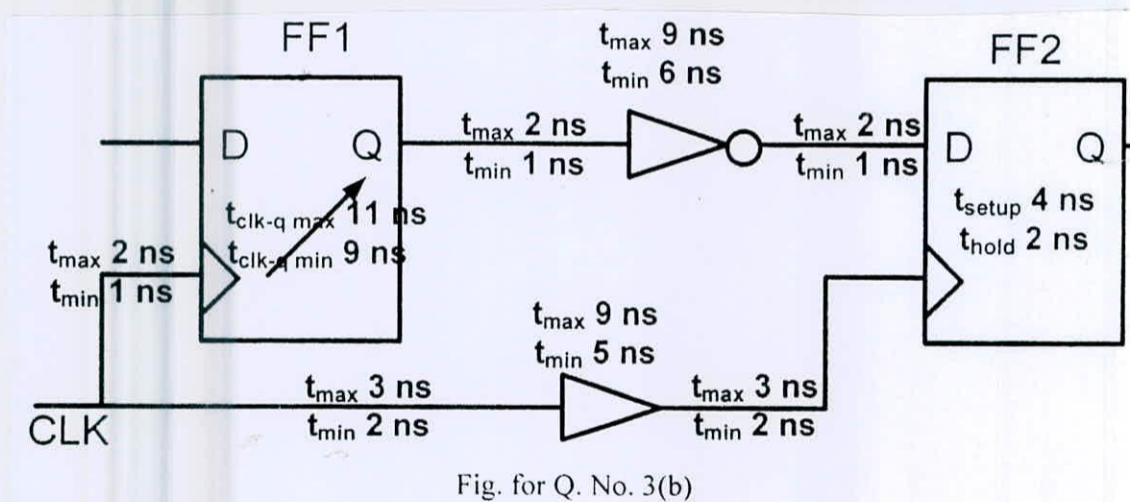 FF1
t_max 9 ns
t_min 6 ns
FF2
D
Q
t_max 2 ns
t_min 1 ns
t_max 2 ns
t_min 1 ns
D
Q
t_clk-q max 11 ns
t_clk-q min 9 ns
t_setup 4 ns
t_hold 2 ns
t_max 2 ns
t_min 1 ns
t_max 9 ns
t_min 5 ns
t_max 3 ns
t_min 2 ns
t_max 3 ns
t_min 2 ns
CLK
Fig. for Q. No. 3(b)